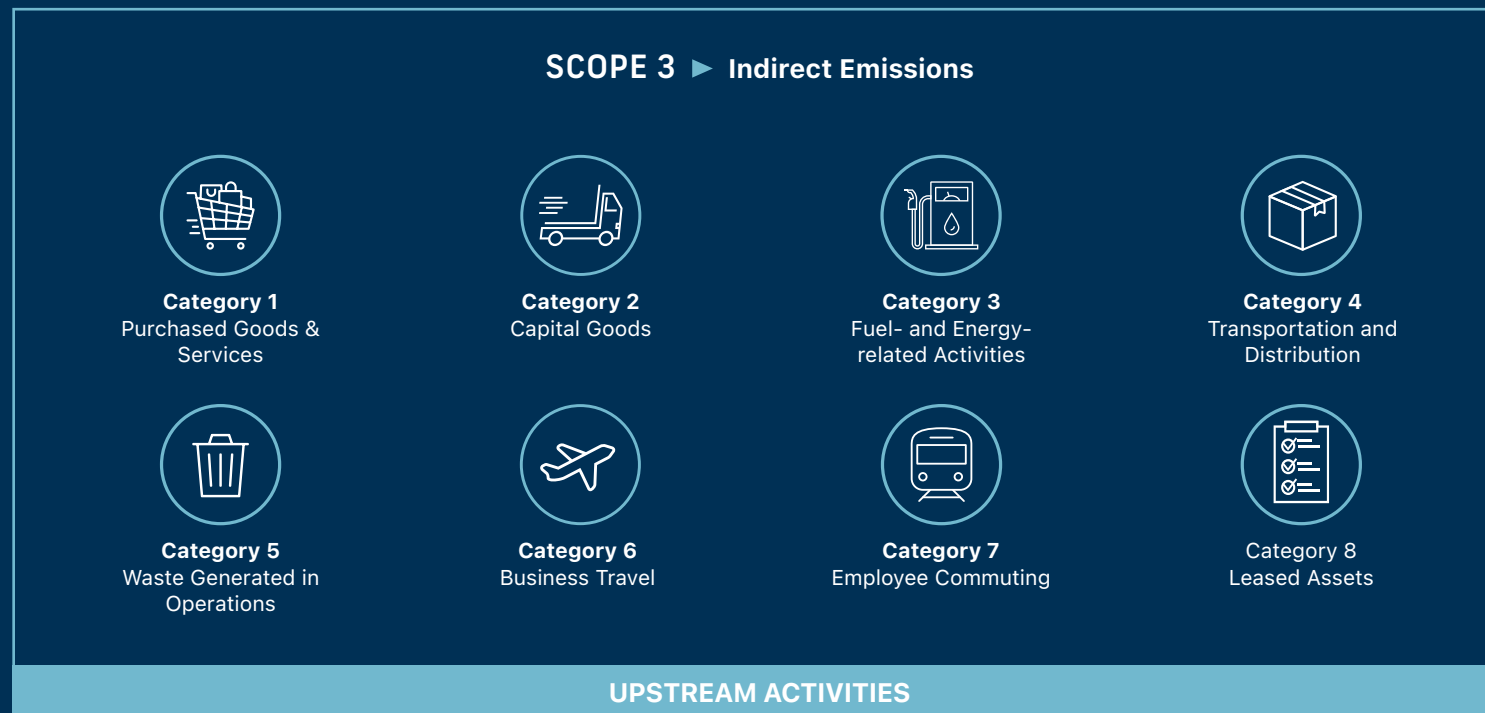 SCOPE 3 ► Indirect Emissions
Category 1
Purchased Goods &
Services
Category 2
Capital Goods
Category 3
Fuel- and Energy-
related Activities
Category 4
Transportation and
Distribution
Category 5
Waste Generated in
Operations
Category 6
Business Travel
Category 7
Employee Commuting
Category 8
Leased Assets
UPSTREAM ACTIVITIES